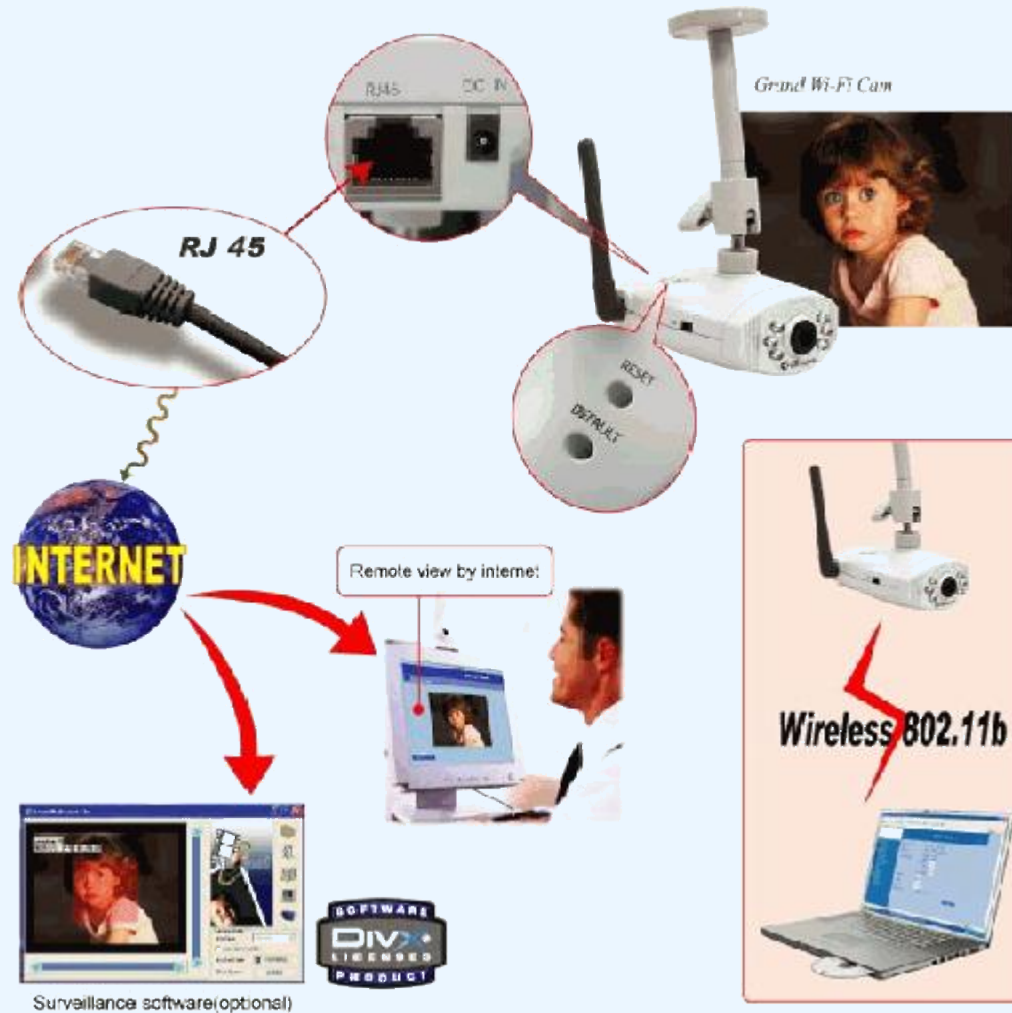 Grand Wi-Fi Cam
RJ45
DC IN
RJ 45
RESET
DEFAULT
INTERNET
Remote view by internet
Wireless 802.11b
SOFTWARE
DIVX
LICENSED
PRODUCT
Surveillance software(optional)